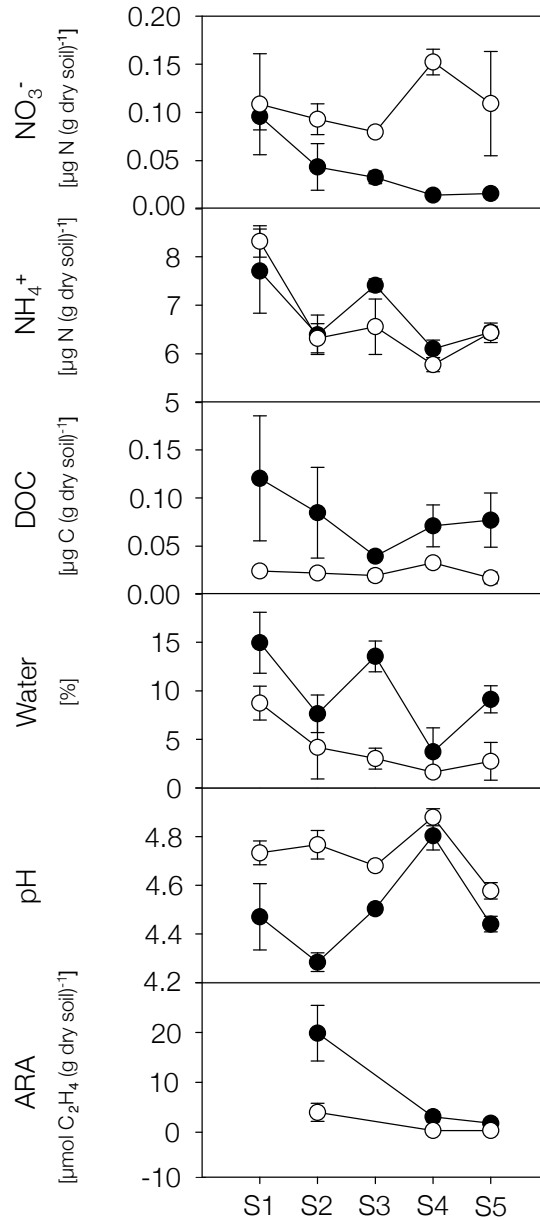 NO₃⁻
[µg N (g dry soil)⁻¹]
0.20
0.15
0.10
0.05
0.00
NH₄⁺
[µg N (g dry soil)⁻¹]
8
7
6
5
DOC
[µg C (g dry soil)⁻¹]
0.15
0.10
0.05
0.00
Water
[%]
15
10
5
0
pH
4.8
4.6
4.4
4.2
ARA
[µmol C₂H₄ (g dry soil)⁻¹]
20
10
0
-10
S1 S2 S3 S4 S5